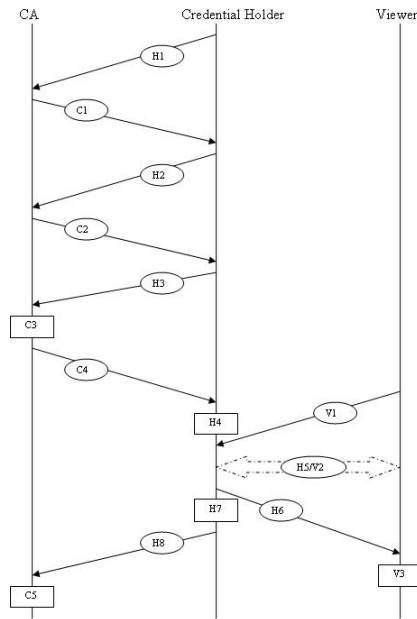 CA Credential Holder Viewer
H1
C1
H2
C2
H3
C3
C4
V1
H4
H5/V2
H7
H6
H8
V3
C5